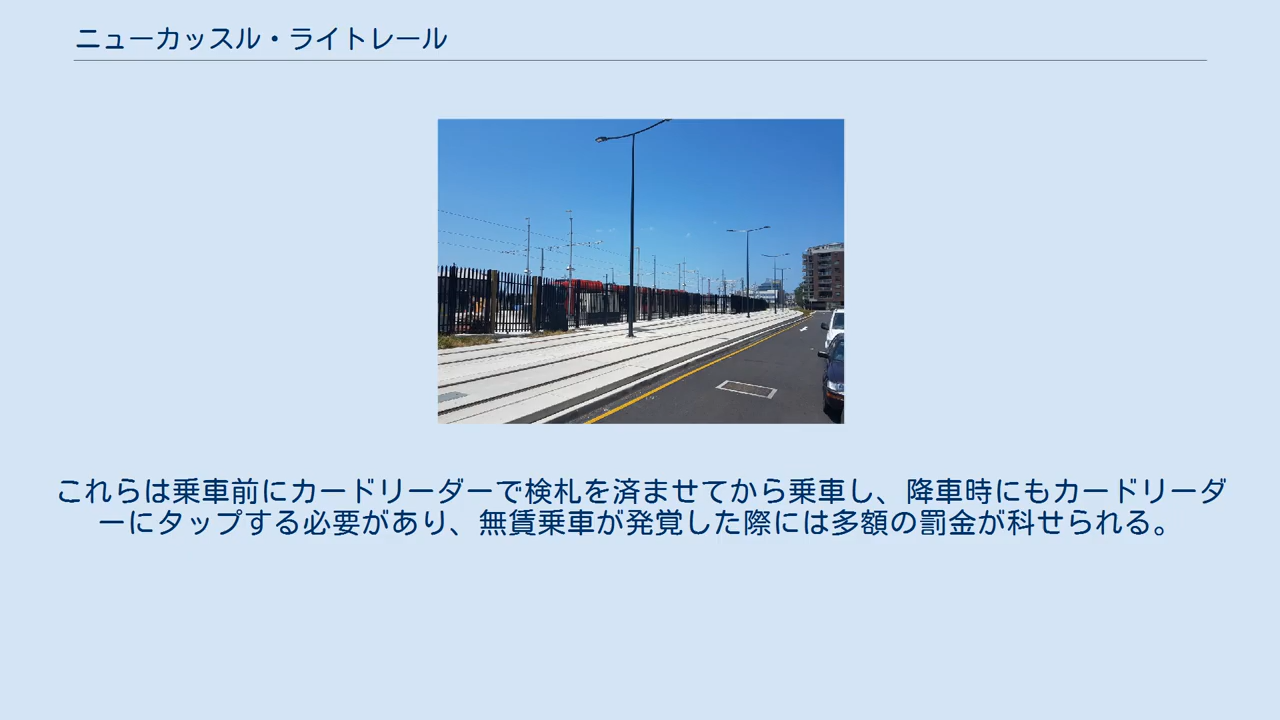 ニューカッスル・ライトレール
これらは乗車前にカードリーダーで検札を済ませてから乗車し、降車時にもカードリーダ
ーにタップする必要があり、無賃乗車が発覚した際には多額の罰金が科せられる。